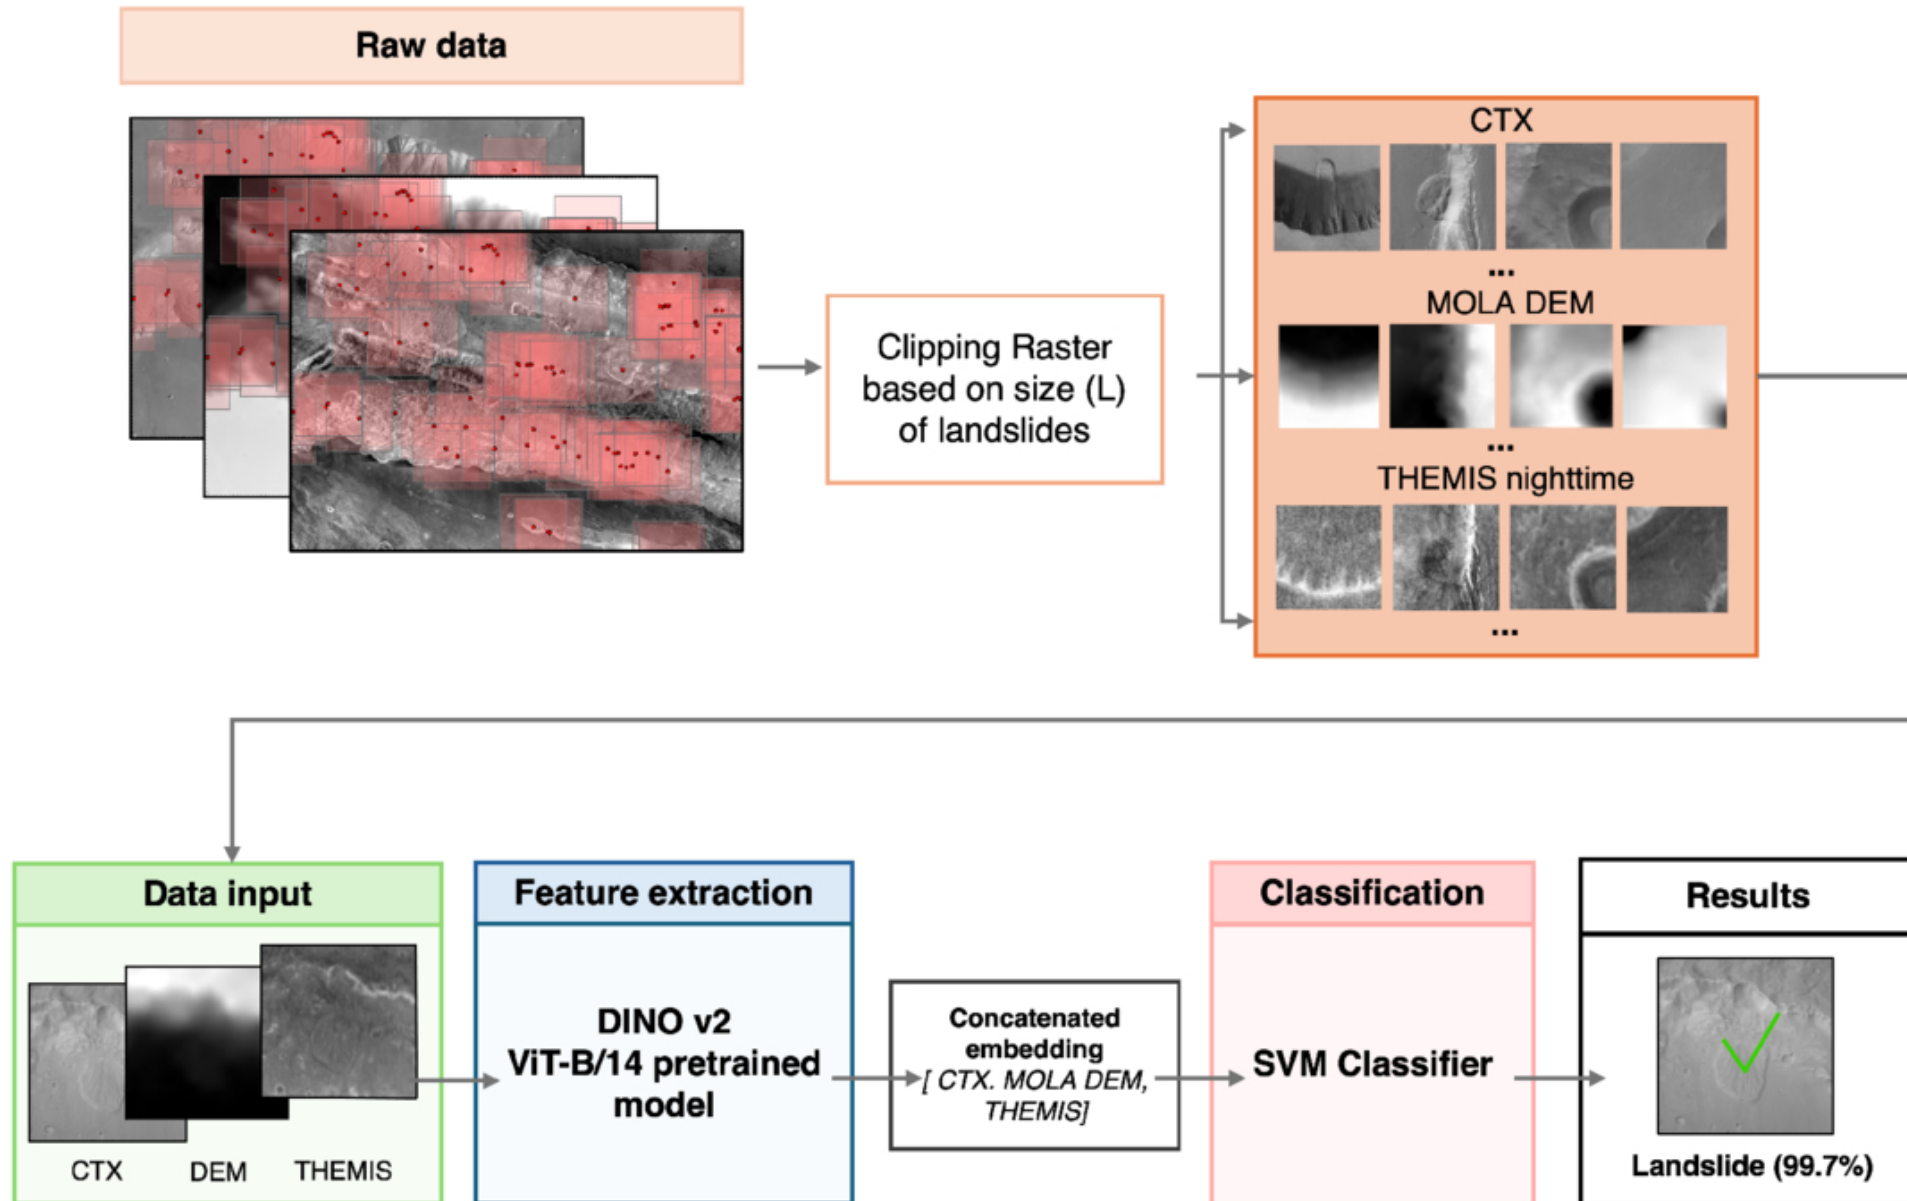 Raw data
Clipping Raster
based on size (L)
of landslides
CTX
...
MOLA DEM
...
THEMIS nighttime
...
Data input
CTX
DEM
THEMIS
Feature extraction
DINO v2
ViT-B/14 pretrained
model
Concatenated
embedding
[ CTX. MOLA DEM,
THEMIS]
Classification
SVM Classifier
Results
Landslide (99.7%)